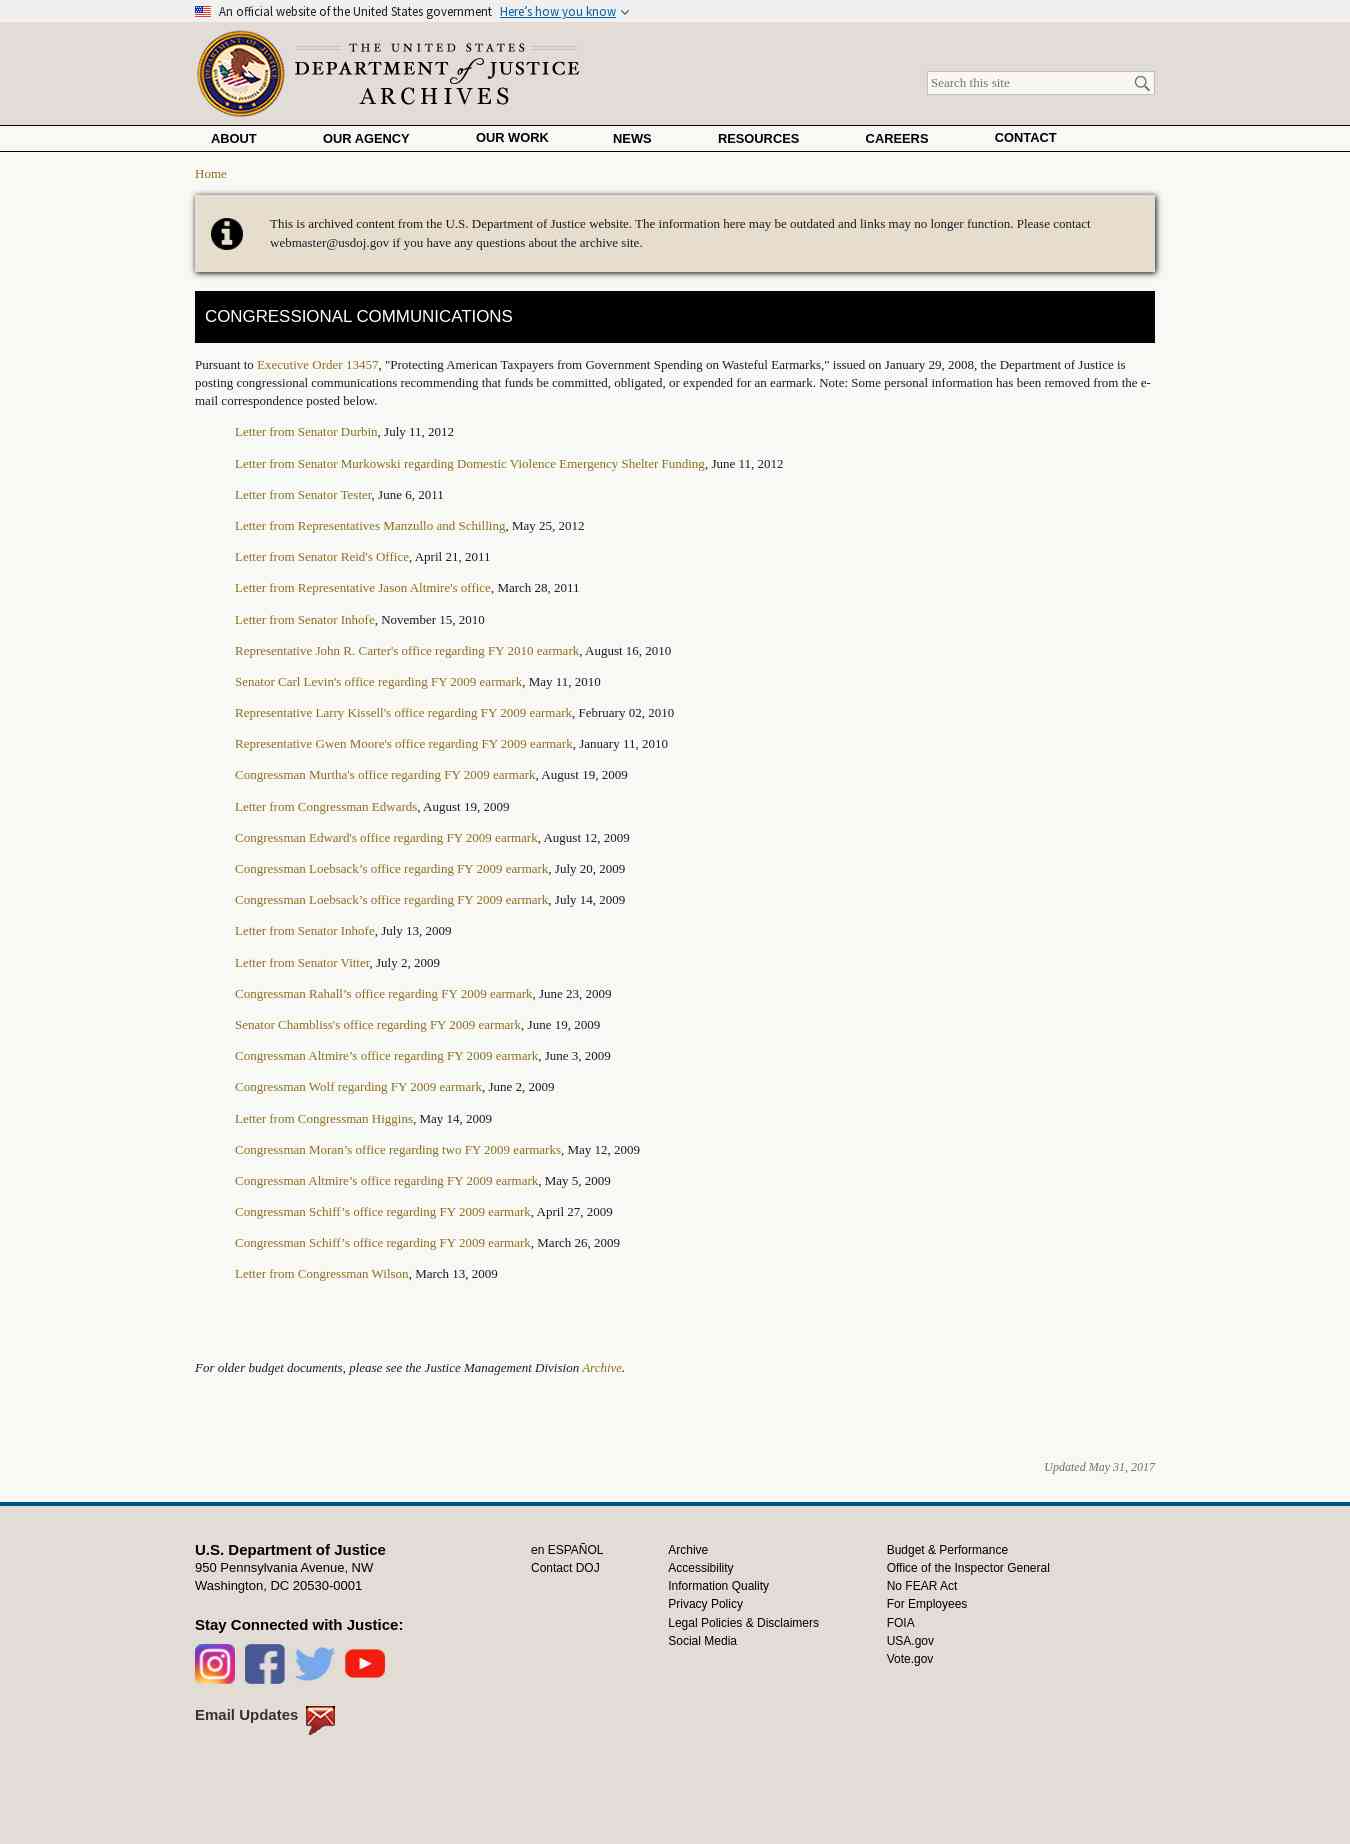 An official website of the United States government Here’s how you know
THE UNITED STATES
DEPARTMENT of JUSTICE
ARCHIVES
Search this site
ABOUT OUR AGENCY OUR WORK NEWS RESOURCES CAREERS CONTACT
Home
This is archived content from the U.S. Department of Justice website. The information here may be outdated and links may no longer function. Please contact
webmaster@usdoj.gov if you have any questions about the archive site.
CONGRESSIONAL COMMUNICATIONS
Pursuant to Executive Order 13457, "Protecting American Taxpayers from Government Spending on Wasteful Earmarks," issued on January 29, 2008, the Department of Justice is
posting congressional communications recommending that funds be committed, obligated, or expended for an earmark. Note: Some personal information has been removed from the e-
mail correspondence posted below.
Letter from Senator Durbin, July 11, 2012
Letter from Senator Murkowski regarding Domestic Violence Emergency Shelter Funding, June 11, 2012
Letter from Senator Tester, June 6, 2011
Letter from Representatives Manzullo and Schilling, May 25, 2012
Letter from Senator Reid's Office, April 21, 2011
Letter from Representative Jason Altmire's office, March 28, 2011
Letter from Senator Inhofe, November 15, 2010
Representative John R. Carter's office regarding FY 2010 earmark, August 16, 2010
Senator Carl Levin's office regarding FY 2009 earmark, May 11, 2010
Representative Larry Kissell's office regarding FY 2009 earmark, February 02, 2010
Representative Gwen Moore's office regarding FY 2009 earmark, January 11, 2010
Congressman Murtha's office regarding FY 2009 earmark, August 19, 2009
Letter from Congressman Edwards, August 19, 2009
Congressman Edward's office regarding FY 2009 earmark, August 12, 2009
Congressman Loebsack’s office regarding FY 2009 earmark, July 20, 2009
Congressman Loebsack’s office regarding FY 2009 earmark, July 14, 2009
Letter from Senator Inhofe, July 13, 2009
Letter from Senator Vitter, July 2, 2009
Congressman Rahall’s office regarding FY 2009 earmark, June 23, 2009
Senator Chambliss's office regarding FY 2009 earmark, June 19, 2009
Congressman Altmire’s office regarding FY 2009 earmark, June 3, 2009
Congressman Wolf regarding FY 2009 earmark, June 2, 2009
Letter from Congressman Higgins, May 14, 2009
Congressman Moran’s office regarding two FY 2009 earmarks, May 12, 2009
Congressman Altmire’s office regarding FY 2009 earmark, May 5, 2009
Congressman Schiff’s office regarding FY 2009 earmark, April 27, 2009
Congressman Schiff’s office regarding FY 2009 earmark, March 26, 2009
Letter from Congressman Wilson, March 13, 2009
For older budget documents, please see the Justice Management Division Archive.
Updated May 31, 2017
U.S. Department of Justice
950 Pennsylvania Avenue, NW
Washington, DC 20530-0001
Stay Connected with Justice:
Email Updates
en ESPAÑOL
Contact DOJ
Archive
Accessibility
Information Quality
Privacy Policy
Legal Policies & Disclaimers
Social Media
Budget & Performance
Office of the Inspector General
No FEAR Act
For Employees
FOIA
USA.gov
Vote.gov